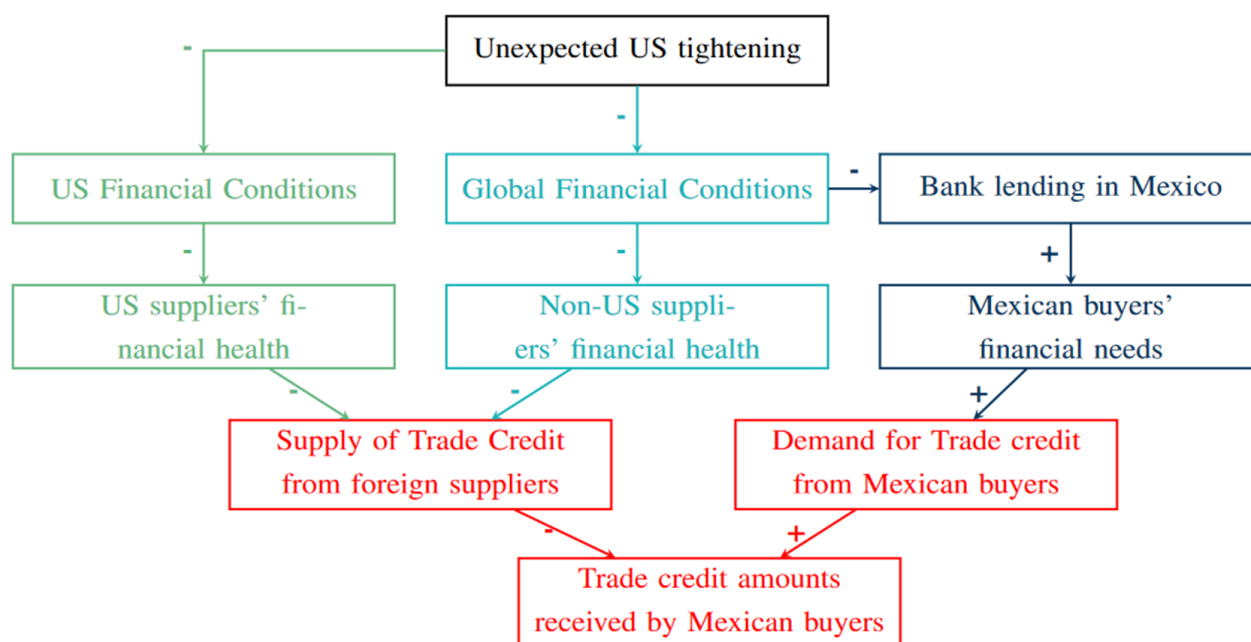 -
Unexpected US tightening
-
US Financial Conditions
Global Financial Conditions
-
Bank lending in Mexico
-
-
+
US suppliers' fi-
nancial health
Non-US suppli-
ers' financial health
Mexican buyers'
financial needs
-
-
+
Supply of Trade Credit
from foreign suppliers
Demand for Trade credit
from Mexican buyers
-
+
Trade credit amounts
received by Mexican buyers